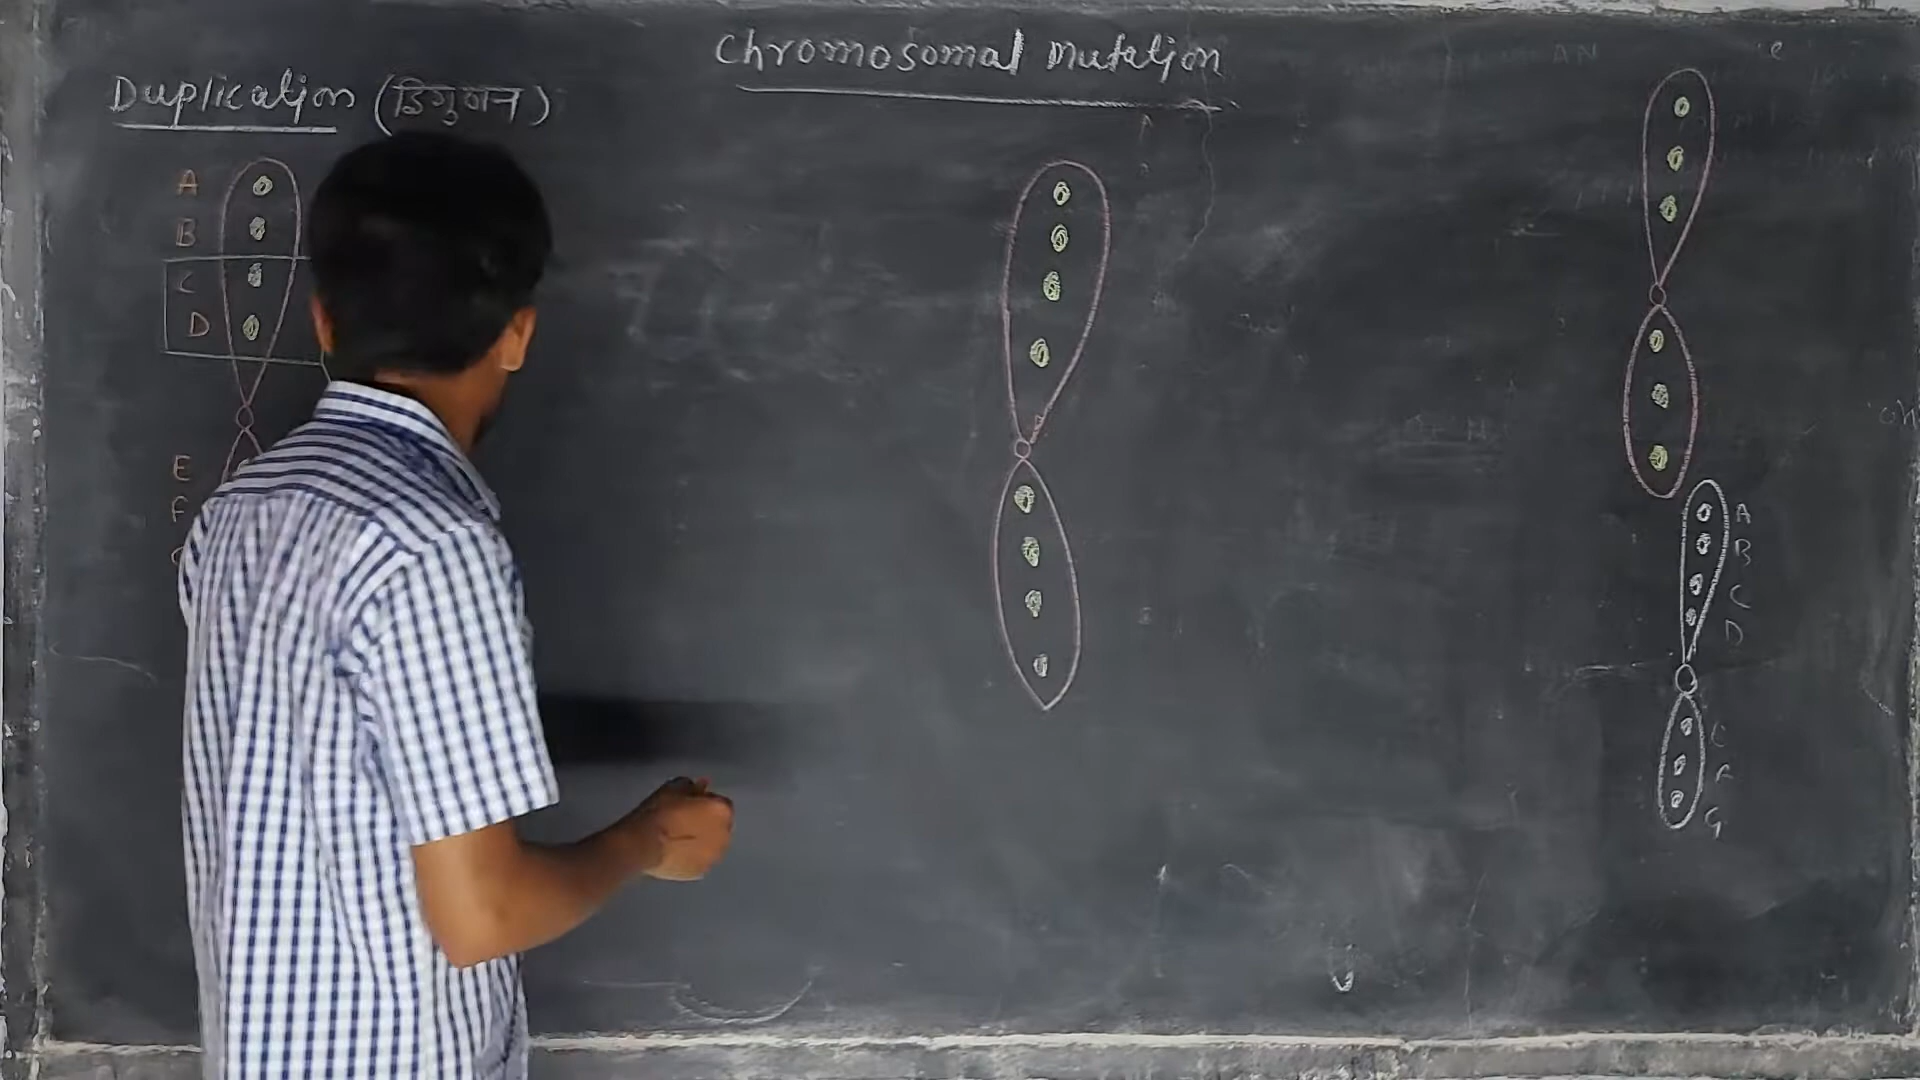 Chromosomal Mutation
Duplication (द्विगुणन)
A
B
C
D
E
F
A
B
C
D
G